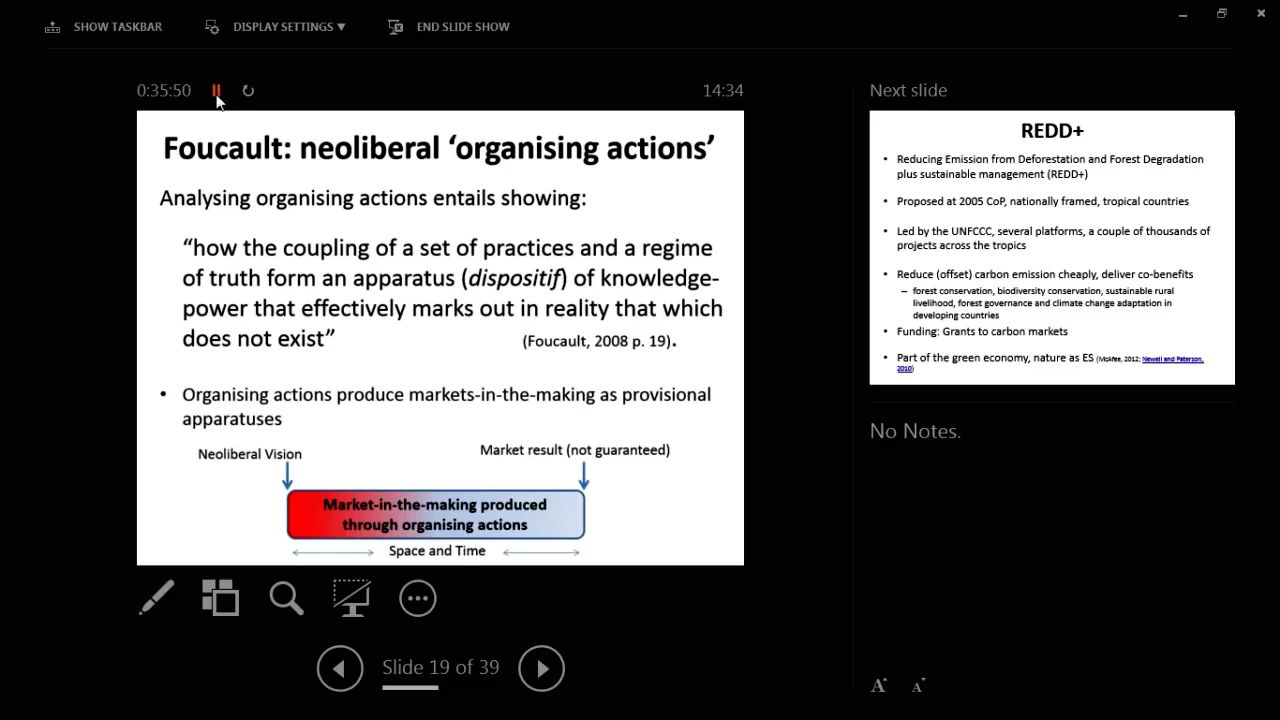 SHOW TASKBAR
DISPLAY SETTINGS ▼
END SLIDE SHOW
0:35:50
14:34
Foucault: neoliberal ‘organising actions’
Analysing organising actions entails showing:
“how the coupling of a set of practices and a regime
of truth form an apparatus (dispositif) of knowledge-
power that effectively marks out in reality that which
does not exist” (Foucault, 2008 p. 19).
• Organising actions produce markets-in-the-making as provisional
apparatuses
Neoliberal Vision
Market result (not guaranteed)
Market-in-the-making produced
through organising actions
Space and Time
Slide 19 of 39
Next slide
REDD+
• Reducing Emission from Deforestation and Forest Degradation
plus sustainable management (REDD+)
• Proposed at 2005 CoP, nationally framed, tropical countries
• Led by the UNFCCC, several platforms, a couple of thousands of
projects across the tropics
• Reduce (offset) carbon emission cheaply, deliver co-benefits
– forest conservation, biodiversity conservation, sustainable rural
livelihood, forest governance and climate change adaptation in
developing countries
• Funding: Grants to carbon markets
• Part of the green economy, nature as ES (McAfee, 2012; Newell and Paterson,
2010)
No Notes.
A A